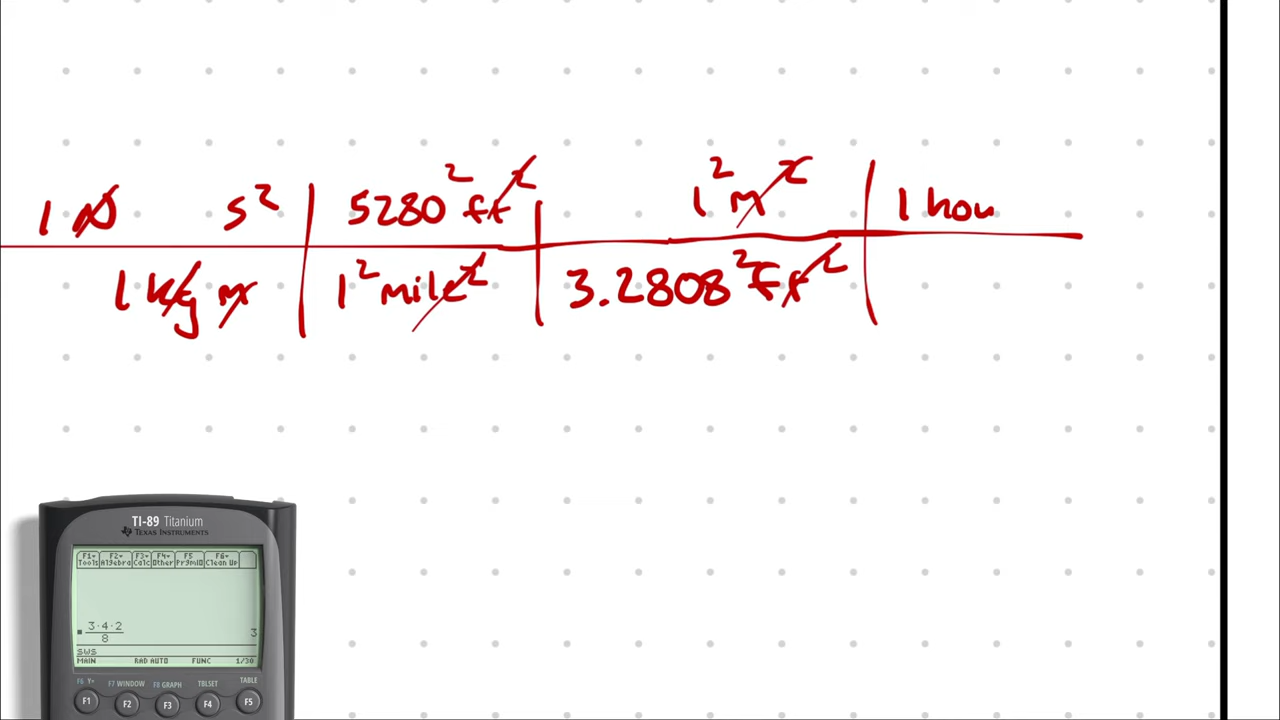 1 N s² | 5280² ft² | 1² m² | 1 hou
1 kg m | 1² mile² | 3.2808² ft²
TI-89 Titanium
TEXAS INSTRUMENTS
F1▾ F2▾ F3▾ F4▾ F5 F6▾
Tools Algebra Calc Other PrgmIO Clean Up
3·4·2
8
3
SWS
MAIN RAD AUTO FUNC 1/30
F6 Y= F7 WINDOW F8 GRAPH TBLSET TABLE
F1 F2 F3 F4 F5